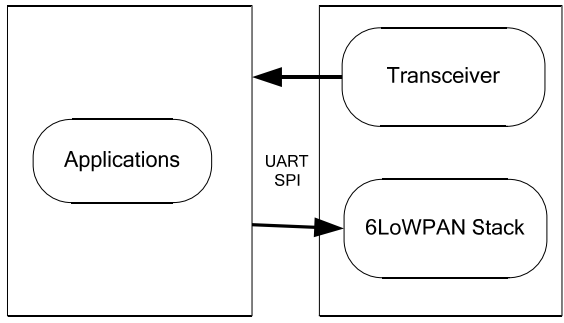 Transceiver
Applications
UART
SPI
6LoWPAN Stack